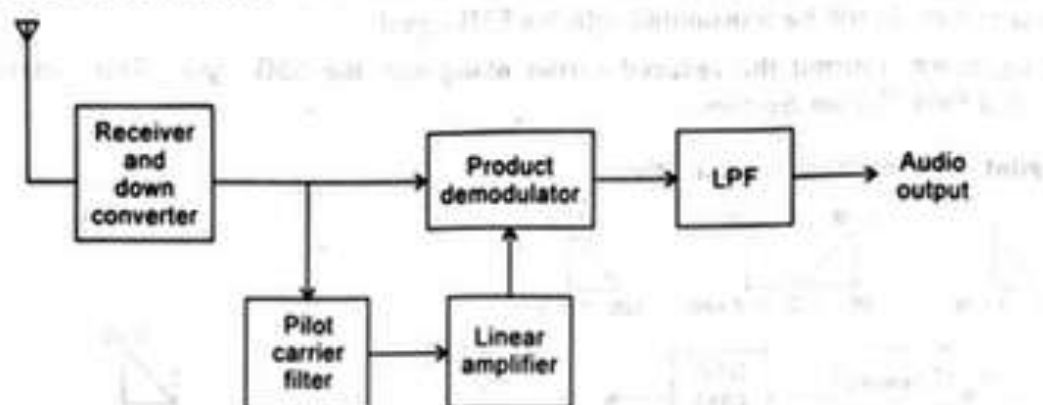 Receiver
and
down
converter
Product
demodulator
LPF
Audio
output
Pilot
carrier
filter
Linear
amplifier